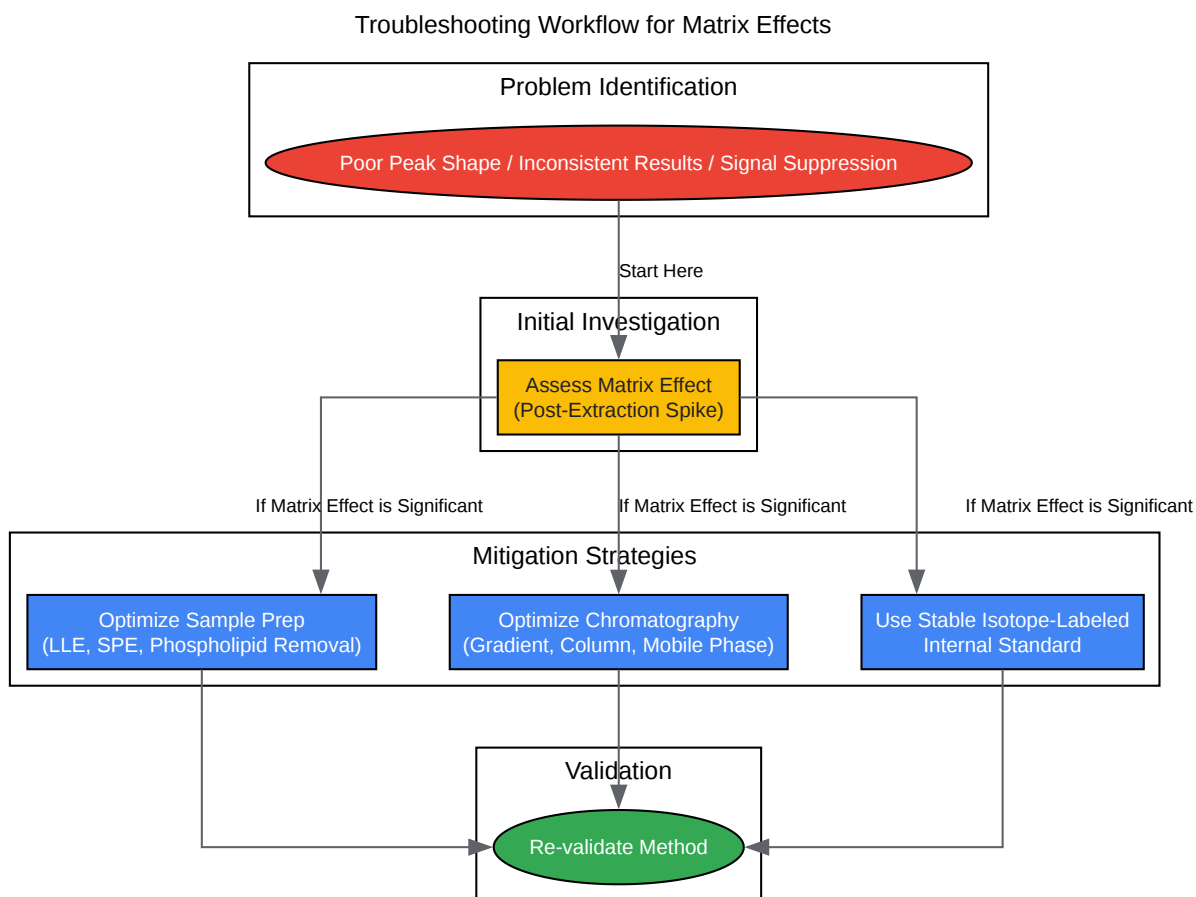 Troubleshooting Workflow for Matrix Effects
Problem Identification
Poor Peak Shape / Inconsistent Results / Signal Suppression
Start Here
Initial Investigation
Assess Matrix Effect
(Post-Extraction Spike)
If Matrix Effect is Significant
If Matrix Effect is Significant
If Matrix Effect is Significant
Mitigation Strategies
Optimize Sample Prep
(LLE, SPE, Phospholipid Removal)
Optimize Chromatography
(Gradient, Column, Mobile Phase)
Use Stable Isotope-Labeled
Internal Standard
Validation
Re-validate Method